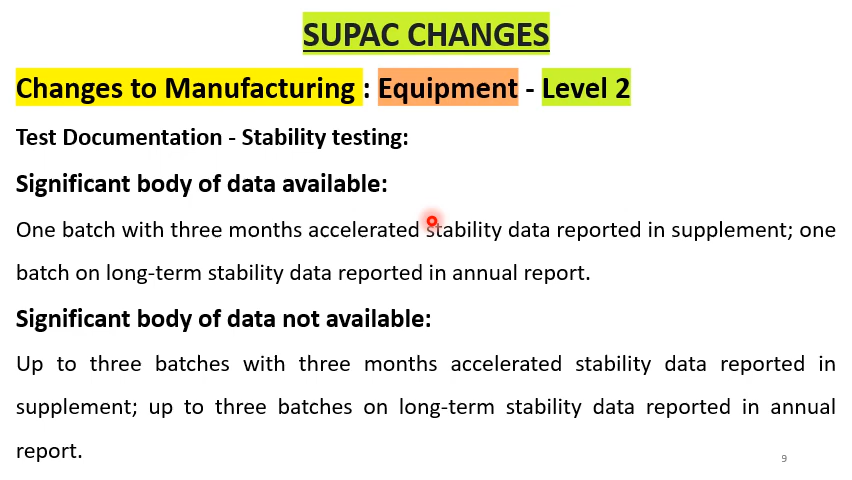 SUPAC CHANGES
Changes to Manufacturing : Equipment - Level 2
Test Documentation - Stability testing:
Significant body of data available:
One batch with three months accelerated stability data reported in supplement; one
batch on long-term stability data reported in annual report.
Significant body of data not available:
Up to three batches with three months accelerated stability data reported in
supplement; up to three batches on long-term stability data reported in annual
report.
9